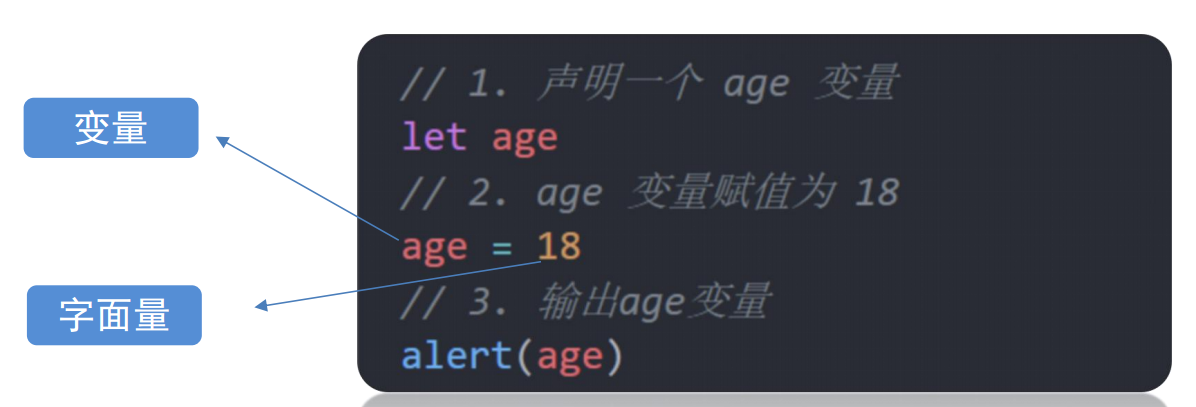 变量
字面量
// 1. 声明一个 age 变量
let age
// 2. age 变量赋值为 18
age = 18
// 3. 输出age变量
alert(age)